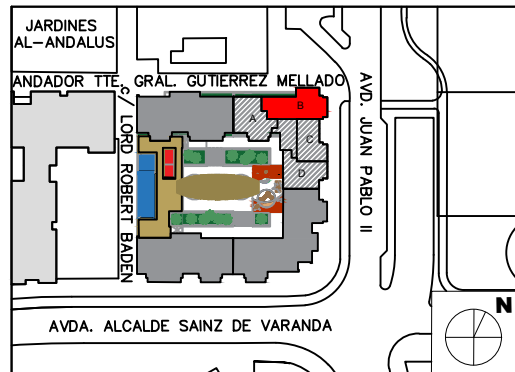 JARDINES
AL-ANDALUS
ANDADOR TTE. GRAL. GUTIERREZ MELLADO
c/ LORD ROBERT BADEN
AVD. JUAN PABLO II
A
B
C
D
AVDA. ALCALDE SAINZ DE VARANDA
N